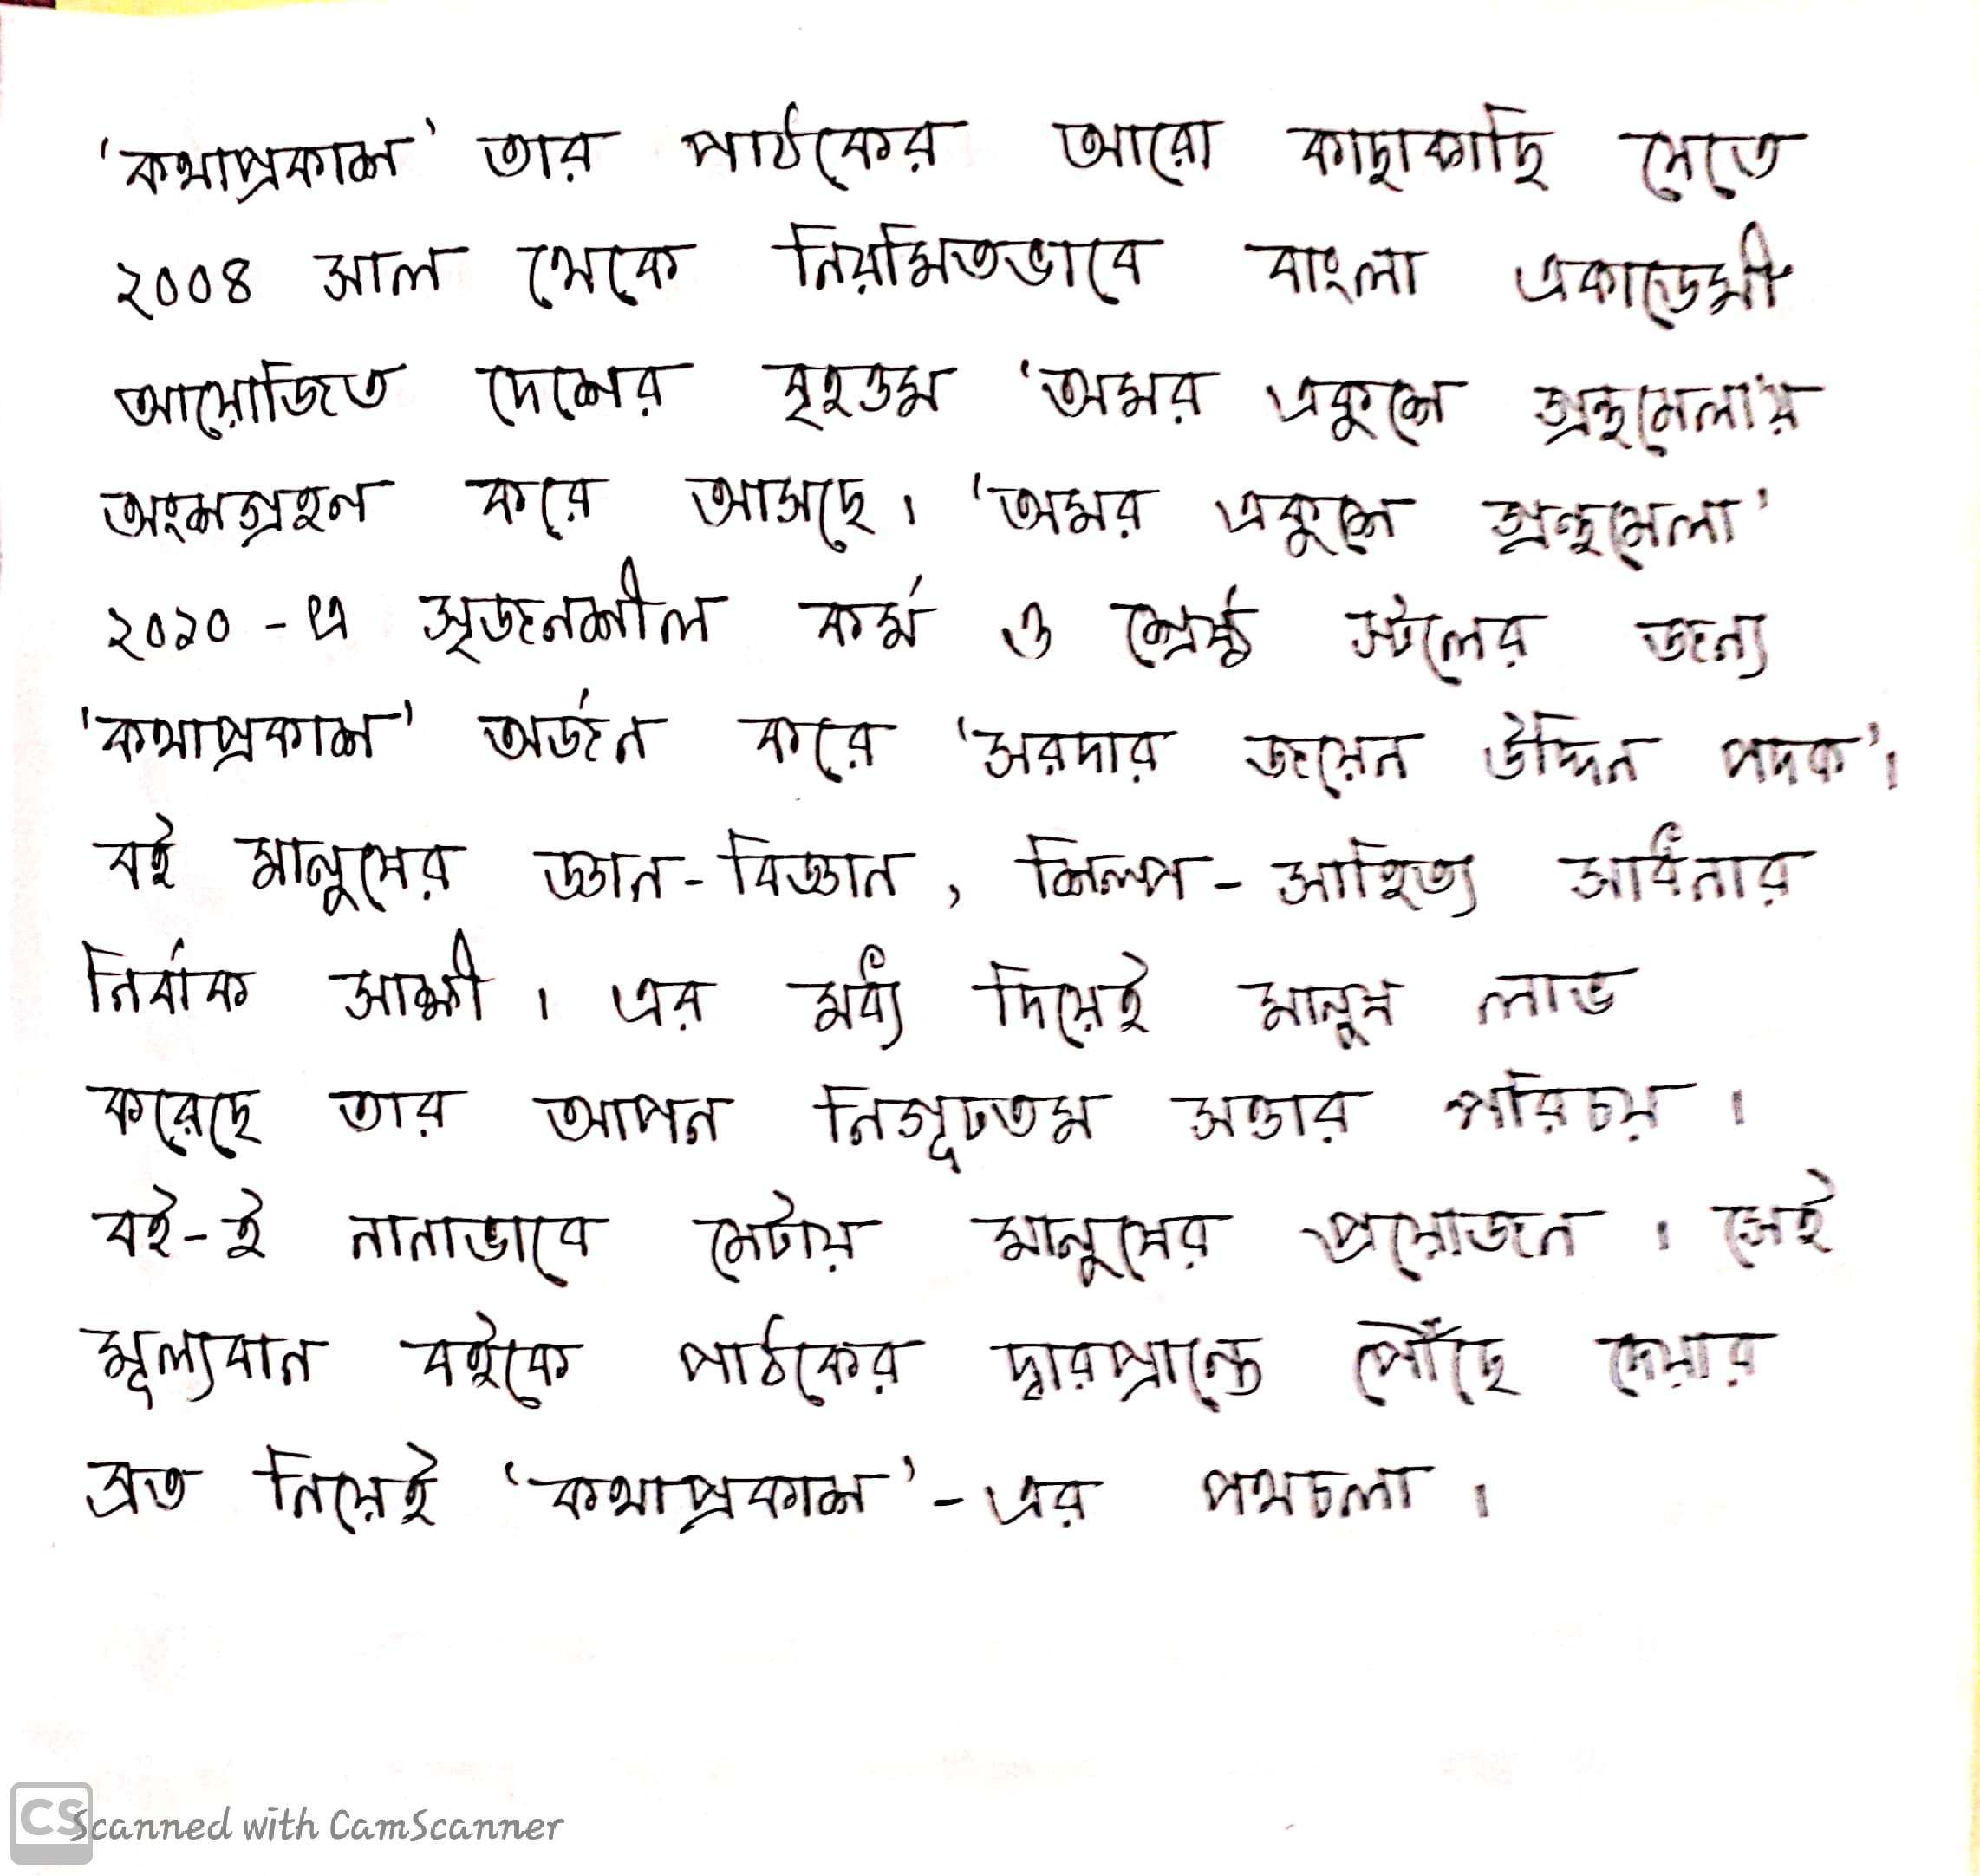 'কথাপ্রকাশ' তার পাঠকের আরো কাছাকাছি যেতে
২০০৪ সাল থেকে নিয়মিতভাবে বাংলা একাডেমী
আয়োজিত দেশের বৃহত্তম 'অমর একুশে গ্রন্থমেলা'য়
অংশগ্রহন করে আসছে। 'অমর একুশে গ্রন্থমেলা'
২০১০ - এ সৃজনশীল কর্ম ও শ্রেষ্ঠ স্টলের জন্য
'কথাপ্রকাশ' অর্জন করে 'সরদার জয়েন উদ্দিন পদক'।
বই মানুষের জ্ঞান - বিজ্ঞান, শিল্প - সাহিত্য সাধনার
নির্বাক সাক্ষী। এর মধ্য দিয়েই মানুষ লাভ
করেছে তার আপন নিগূঢ়তম সত্তার পরিচয়।
বই - ই নানাভাবে মেটায় মানুষের প্রয়োজন। সেই
মূল্যবান বইকে পাঠকের দ্বারপ্রান্তে পৌঁছে দেয়ার
ব্রত নিয়েই 'কথাপ্রকাশ' - এর পথচলা।
CS Scanned with CamScanner